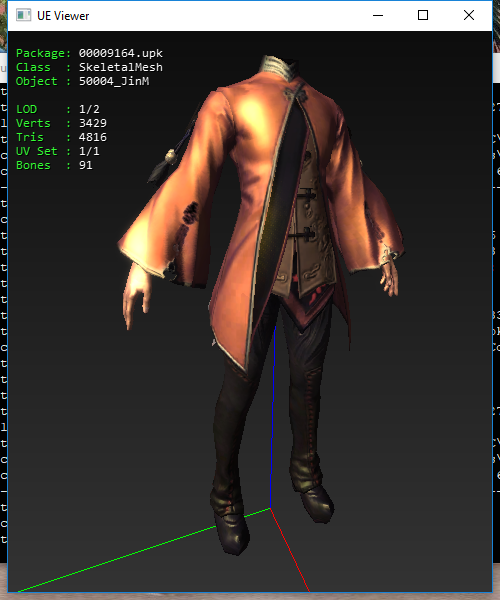 UE Viewer
Package: 00009164.upk
Class : SkeletalMesh
Object : 50004_JinM
LOD : 1/2
Verts : 3429
Tris : 4816
UV Set : 1/1
Bones : 91